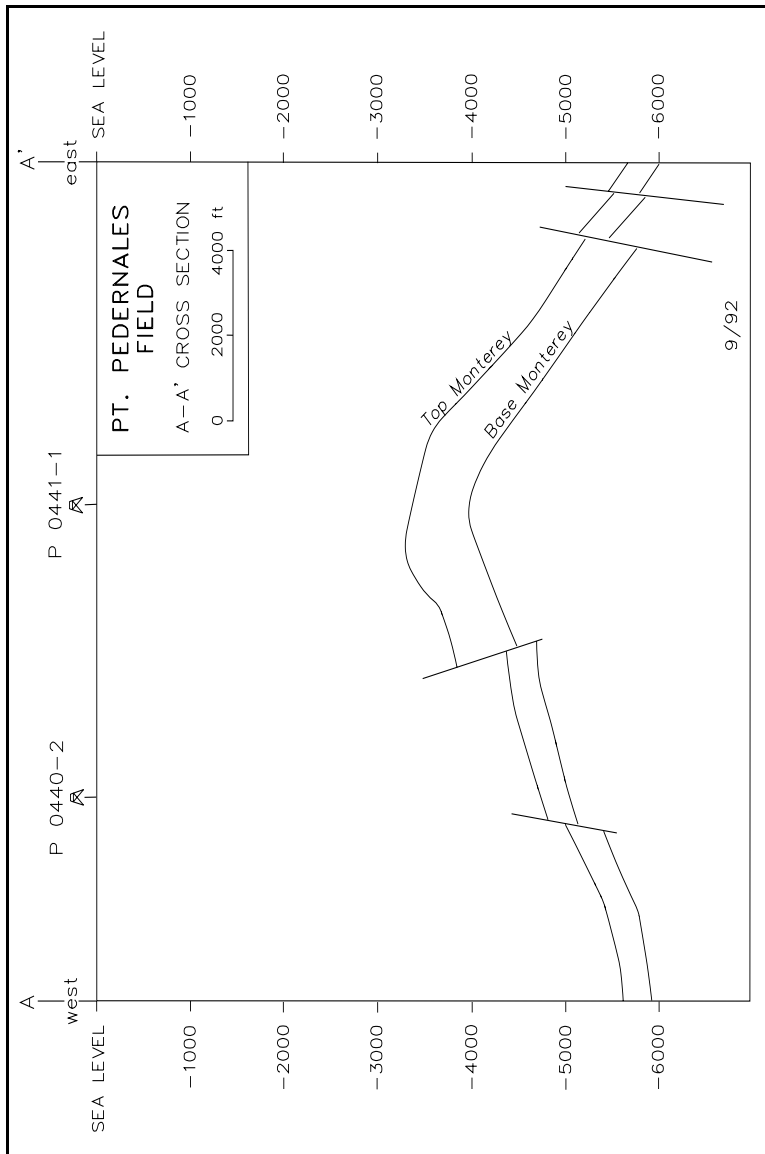 A
west
A'
east
P 0440-2
P 0441-1
SEA LEVEL
-1000
-2000
-3000
-4000
-5000
-6000
SEA LEVEL
-1000
-2000
-3000
-4000
-5000
-6000
PT. PEDERNALES
FIELD
A-A' CROSS SECTION
0 2000 4000 ft
Top Monterey
Base Monterey
9/92